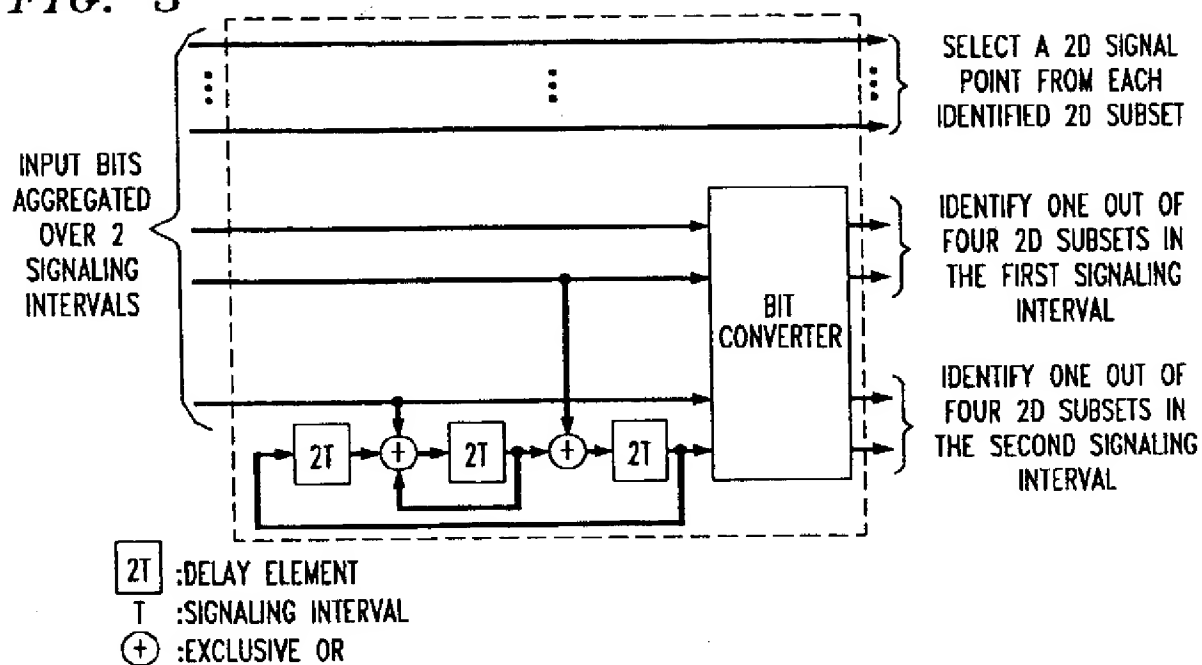 FIG. 3
SELECT A 2D SIGNAL
POINT FROM EACH
IDENTIFIED 2D SUBSET
INPUT BITS
AGGREGATED
OVER 2
SIGNALING
INTERVALS
IDENTIFY ONE OUT OF
FOUR 2D SUBSETS IN
THE FIRST SIGNALING
INTERVAL
BIT
CONVERTER
IDENTIFY ONE OUT OF
FOUR 2D SUBSETS IN
THE SECOND SIGNALING
INTERVAL
2T + 2T + 2T
2T :DELAY ELEMENT
T :SIGNALING INTERVAL
+ :EXCLUSIVE OR